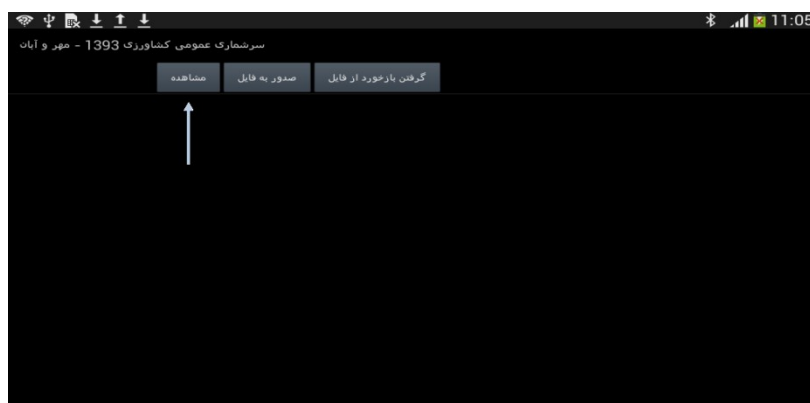 11:05
سرشماری عمومی کشاورزی 1393 - مهر و آبان
گرفتن بازخورد از فایل صدور به فایل مشاهده